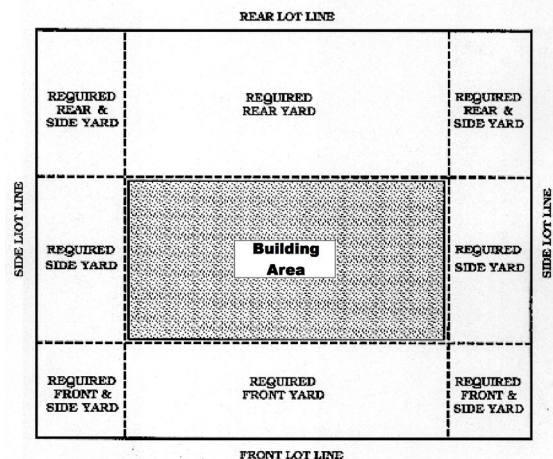 REAR LOT LINE
REQUIRED
REAR &
SIDE YARD
REQUIRED
REAR YARD
REQUIRED
REAR &
SIDE YARD
SIDE LOT LINE
REQUIRED
SIDE YARD
Building
Area
REQUIRED
SIDE YARD
SIDE LOT LINE
REQUIRED
FRONT &
SIDE YARD
REQUIRED
FRONT YARD
REQUIRED
FRONT &
SIDE YARD
FRONT LOT LINE